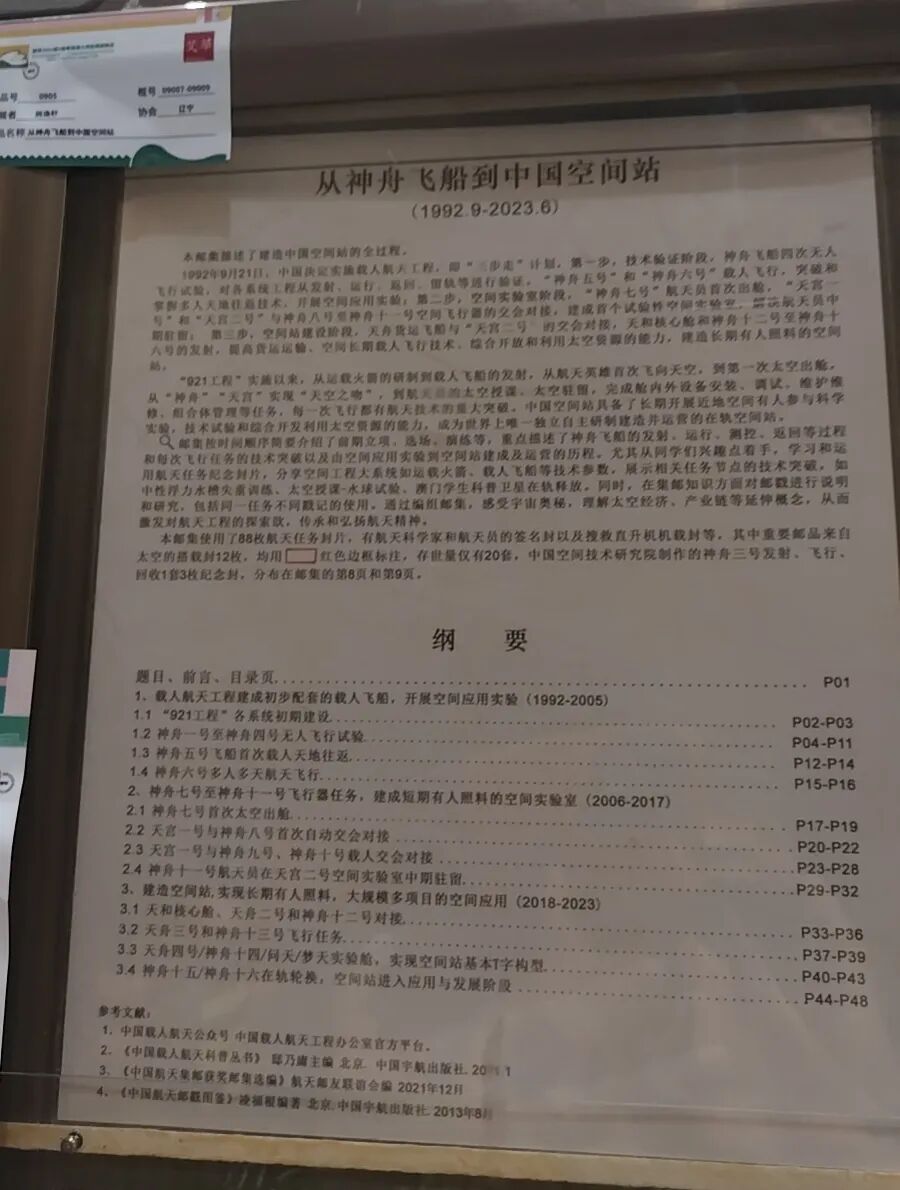 艾华
品号 0905
框号 09007-09009
协会 辽宁
品名称 从神舟飞船到中国空间站
从神舟飞船到中国空间站
(1992.9-2023.6)
本邮集描述了建造中国空间站的全过程。
1992年9月21日，中国决定实施载人航天工程，即“三步走”计划。第一步，技术验证阶段，神舟飞船四次无人
飞行试验，对各系统工程从发射、运行、返回、留轨等进行验证，“神舟五号”和“神舟六号”载人飞行，突破和
掌握多人天地往返技术，开展空间应用实验；第二步，空间实验室阶段，“神舟七号”航天员首次出舱，“天宫一
号”和“天宫二号”与神舟八号至神舟十一号空间飞行器的交会对接，建成首个试验性空间实验室，解决航天员中
期驻留； 第三步，空间站建设阶段，天舟货运飞船与“天宫二号”的交会对接，天和核心舱和神舟十二号至神舟十
六号的发射，提高货运运输、空间长期载人飞行技术、综合开放和利用太空资源的能力，建造长期有人照料的空间
站。
“921工程”实施以来，从运载火箭的研制到载人飞船的发射，从航天英雄首次飞向天空，到第一次太空出舱，
从“神舟”“天宫”实现“天空之吻”，到航天员的太空授课、太空驻留，完成舱内外设备安装、调试、维护维
修、组合体管理等任务，每一次飞行都有航天技术的重大突破。中国空间站具备了长期开展近地空间有人参与科学
实验，技术试验和综合开发利用太空资源的能力，成为世界上唯一独立自主研制建造并运营的在轨空间站。
邮集按时间顺序简要介绍了前期立项、选场、演练等，重点描述了神舟飞船的发射、运行、测控、返回等过程
和每次飞行任务的技术突破以及由空间应用实验到空间站建成及运营的历程。尤其从同学们兴趣点着手，学习和运
用航天任务纪念封片，分享空间工程大系统如运载火箭、载人飞船等技术参数，展示相关任务节点的技术突破，如
中性浮力水槽失重训练、太空授课-水球试验、澳门学生科普卫星在轨释放。同时，在集邮知识方面对邮戳进行说明
和研究，包括同一任务不同戳记的使用。通过编组邮集，感受宇宙奥秘，理解太空经济、产业链等延伸概念，从而
激发对航天工程的探索欲，传承和弘扬航天精神。
本邮集使用了88枚航天任务封片，有航天科学家和航天员的签名封以及搜救直升机机载封等，其中重要邮品来自
太空的搭载封12枚，均用 红色边框标注，存世量仅有20套，中国空间技术研究院制作的神舟三号发射、飞行、
回收1套3枚纪念封，分布在邮集的第8页和第9页。
纲 要
题目、前言、目录页 P01
1、载人航天工程建成初步配套的载人飞船，开展空间应用实验（1992-2005）
1.1 “921工程”各系统初期建设 P02-P03
1.2 神舟一号至神舟四号无人飞行试验 P04-P11
1.3 神舟五号飞船首次载人天地往返 P12-P14
1.4 神舟六号多人多天航天飞行 P15-P16
2、神舟七号至神舟十一号飞行器任务，建成短期有人照料的空间实验室（2006-2017）
2.1 神舟七号首次太空出舱 P17-P19
2.2 天宫一号与神舟八号首次自动交会对接 P20-P22
2.3 天宫一号与神舟九号、神舟十号载人交会对接 P23-P28
2.4 神舟十一号航天员在天宫二号空间实验室中期驻留 P29-P32
3、建造空间站,实现长期有人照料，大规模多项目的空间应用（2018-2023）
3.1 天和核心舱、天舟二号和神舟十二号对接 P33-P36
3.2 天舟三号和神舟十三号飞行任务 P37-P39
3.3 天舟四号/神舟十四/问天/梦天实验舱，实现空间站基本T字构型 P40-P43
3.4 神舟十五/神舟十六在轨轮换，空间站进入应用与发展阶段 P44-P48
参考文献：
1、中国载人航天公众号 中国载人航天工程办公室官方平台。
2、《中国载人航天科普丛书》 邸乃庸主编 北京 中国宇航出版社.
3、《中国航天集邮获奖邮集选编》航天邮友联谊会编 2021年12月
4、《中国航天邮戳图鉴》凌福根编著 北京.中国宇航出版社.2013年8月